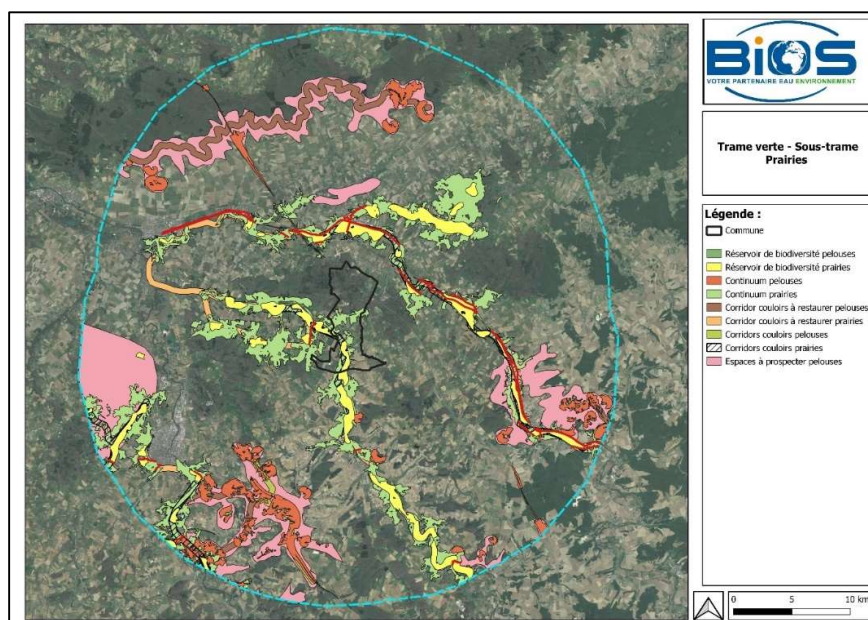 BiOS
VOTRE PARTENAIRE EAU ENVIRONNEMENT
Trame verte - Sous-trame
Prairies
Légende :
Commune
Réservoir de biodiversité pelouses
Réservoir de biodiversité prairies
Continuum pelouses
Continuum prairies
Corridor couloirs à restaurer pelouses
Corridor couloirs à restaurer prairies
Corridors couloirs pelouses
Corridors couloirs prairies
Espaces à prospecter pelouses
0 5 10 km